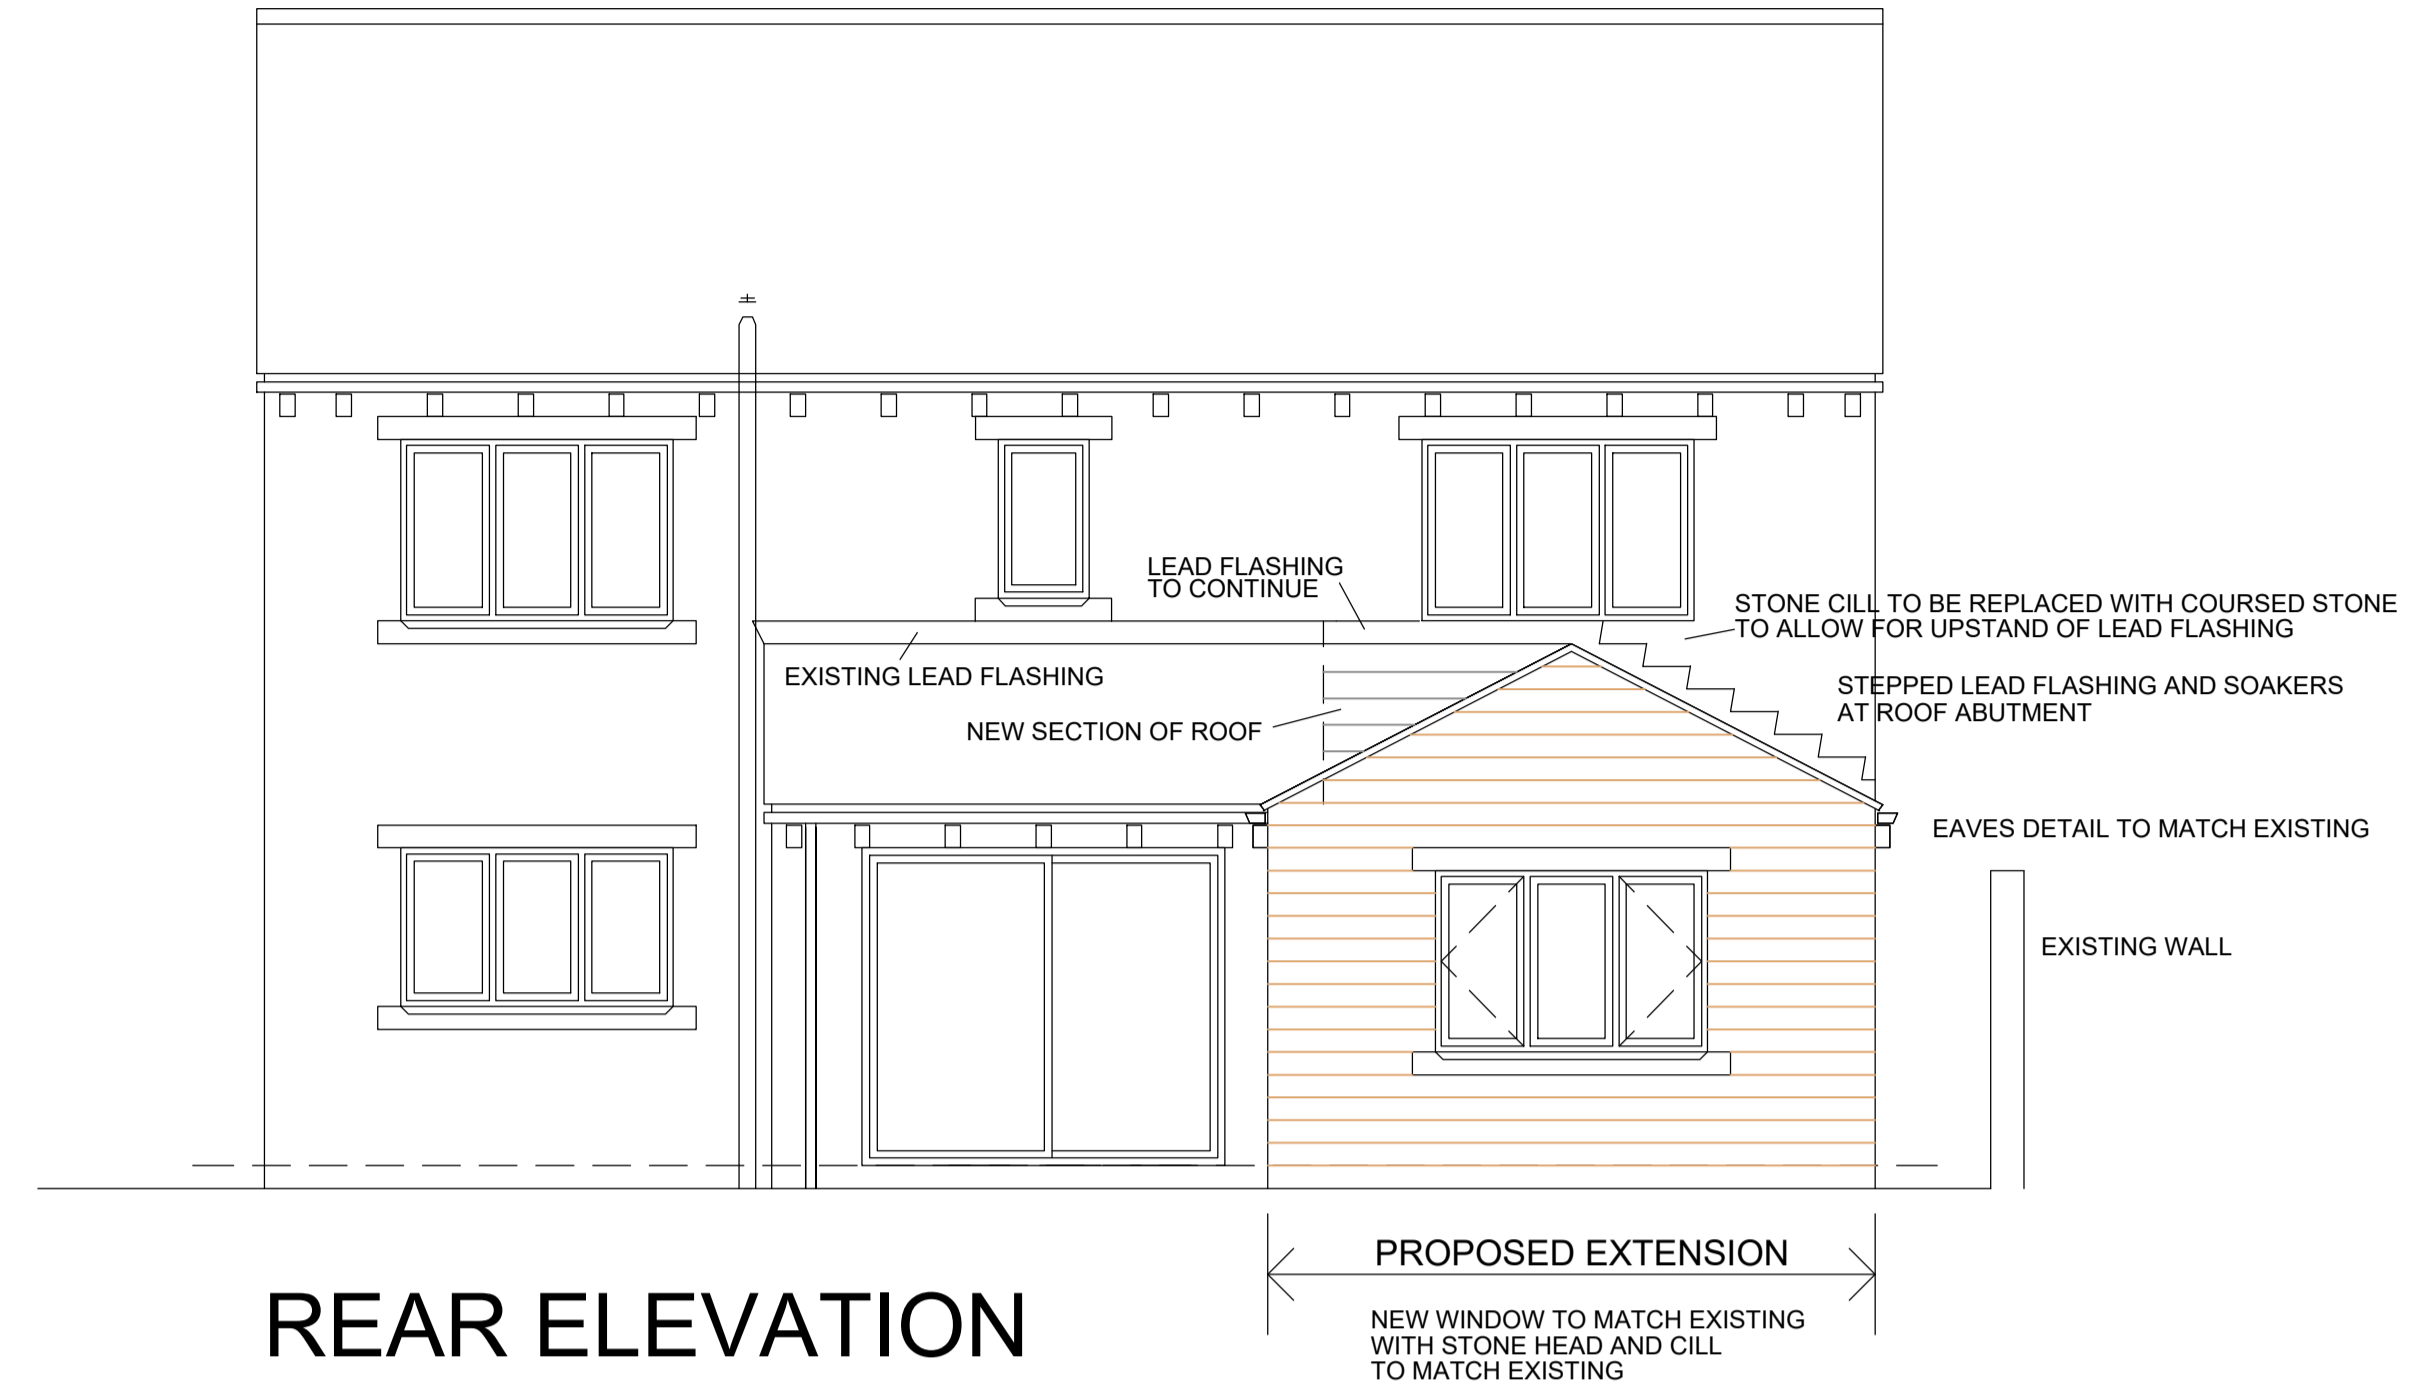 LEAD FLASHING
TO CONTINUE
STONE CILL TO BE REPLACED WITH COURSED STONE
TO ALLOW FOR UPSTAND OF LEAD FLASHING
EXISTING LEAD FLASHING
STEPPED LEAD FLASHING AND SOAKERS
AT ROOF ABUTMENT
NEW SECTION OF ROOF
EAVES DETAIL TO MATCH EXISTING
EXISTING WALL
PROPOSED EXTENSION
REAR ELEVATION
NEW WINDOW TO MATCH EXISTING
WITH STONE HEAD AND CILL
TO MATCH EXISTING